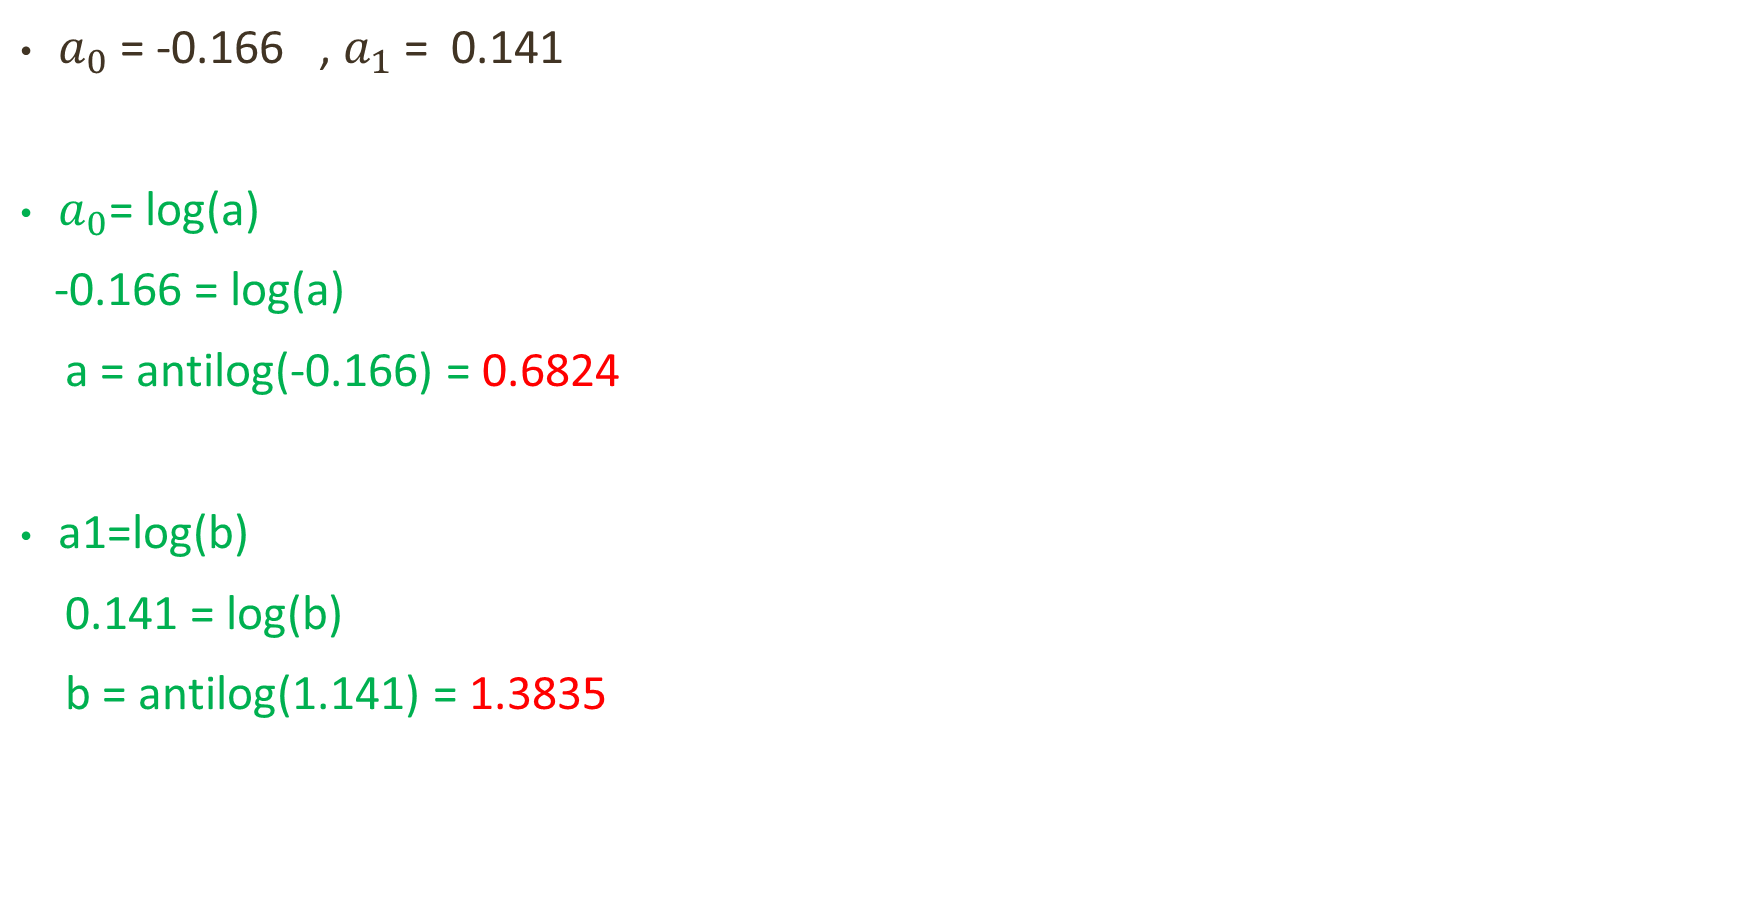 • 𝑎₀ = -0.166 , 𝑎₁ = 0.141
• 𝑎₀= log(a)
-0.166 = log(a)
a = antilog(-0.166) = 0.6824
• a1=log(b)
0.141 = log(b)
b = antilog(1.141) = 1.3835